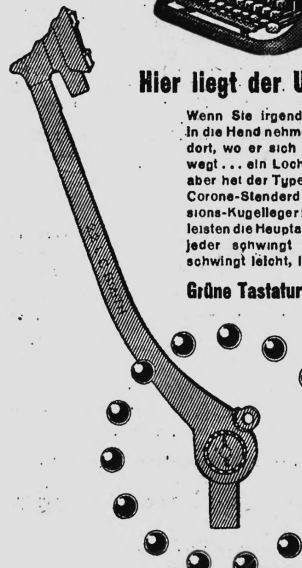 Hier liegt der U
Wenn Sie irgend
In die Hand nehm
dort, wo er sich
wegt... ein Loch
aber hat der Type
Corona-Standard
sions-Kugellager:
leisten die Haupta
jeder schwingt
schwingt leicht, l
Grüne Tastatur